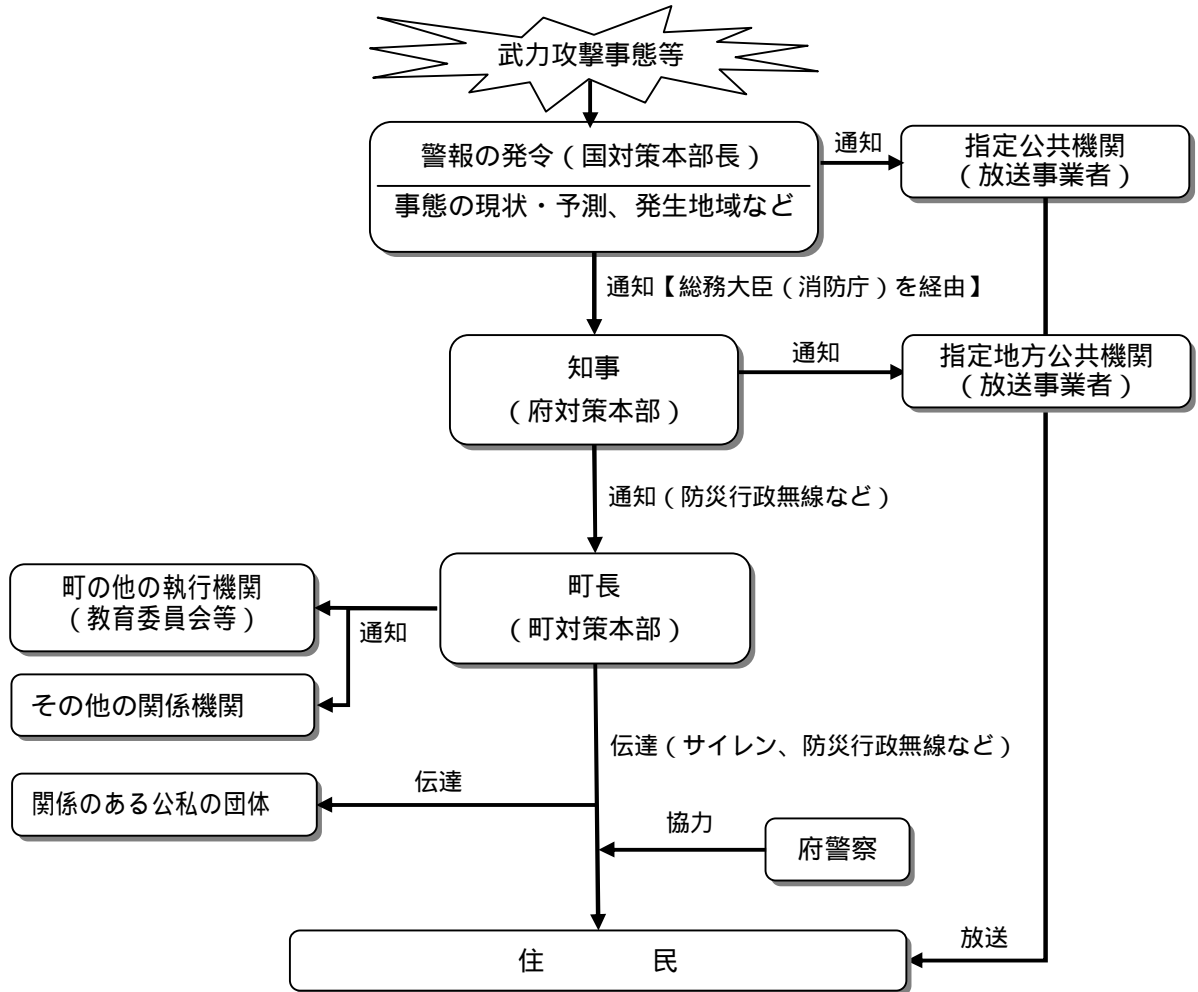 武力攻撃事態等
警報の発令（国対策本部長）
事態の現状・予測、発生地域など
通知
指定公共機関
（放送事業者）
通知【総務大臣（消防庁）を経由】
知事
（府対策本部）
通知
指定地方公共機関
（放送事業者）
通知（防災行政無線など）
町長
（町対策本部）
町の他の執行機関
（教育委員会等）
通知
その他の関係機関
伝達（サイレン、防災行政無線など）
関係のある公私の団体
伝達
協力
府警察
放送
住　　　民